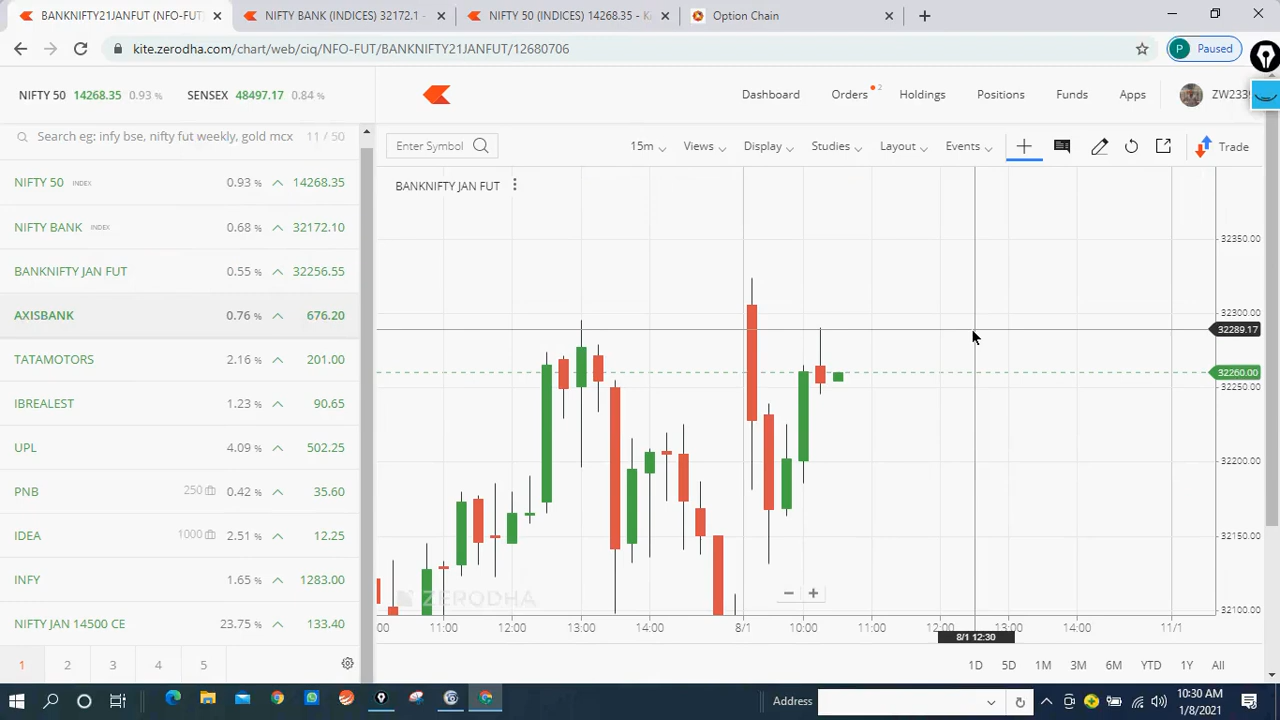 BANKNIFTY21JANFUT (NFO-FUT) ×
NIFTY BANK (INDICES) 32172.1 - ×
NIFTY 50 (INDICES) 14268.35 - K ×
Option Chain ×
kite.zerodha.com/chart/web/ciq/NFO-FUT/BANKNIFTY21JANFUT/12680706
P Paused
NIFTY 50 14268.35 0.93 % SENSEX 48497.17 0.84 %
Dashboard Orders 2 Holdings Positions Funds Apps ZW233
Search eg: infy bse, nifty fut weekly, gold mcx 11 / 50
Enter Symbol 15m Views Display Studies Layout Events Trade
NIFTY 50 INDEX 0.93 % 14268.35
NIFTY BANK INDEX 0.68 % 32172.10
BANKNIFTY JAN FUT 0.55 % 32256.55
AXISBANK 0.76 % 676.20
TATAMOTORS 2.16 % 201.00
IBREALEST 1.23 % 90.65
UPL 4.09 % 502.25
PNB 250 0.42 % 35.60
IDEA 1000 2.51 % 12.25
INFY 1.65 % 1283.00
NIFTY JAN 14500 CE 23.75 % 133.40
1 2 3 4 5
BANKNIFTY JAN FUT
32350.00
32300.00
32289.17
32260.00
32250.00
32200.00
32150.00
32100.00
ZERODHA
:00 11:00 12:00 13:00 14:00 8/1 10:00 11:00 12:00 13:00 14:00 11/1
8/1 12:30
1D 5D 1M 3M 6M YTD 1Y All
Address
10:30 AM
1/8/2021